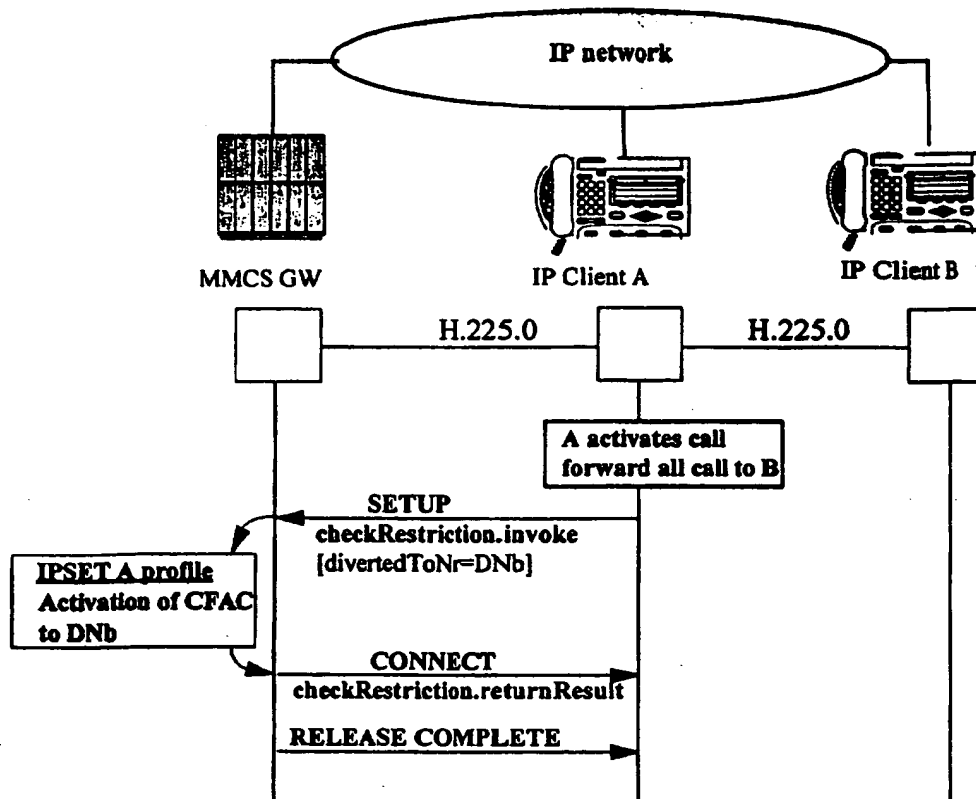 IP network
MMCS GW
IP Client A
IP Client B
H.225.0
H.225.0
A activates call
forward all call to B
SETUP
checkRestriction.invoke
[divertedToNr=DNb]
IPSET A profile
Activation of CFAC
to DNb
CONNECT
checkRestriction.returnResult
RELEASE COMPLETE